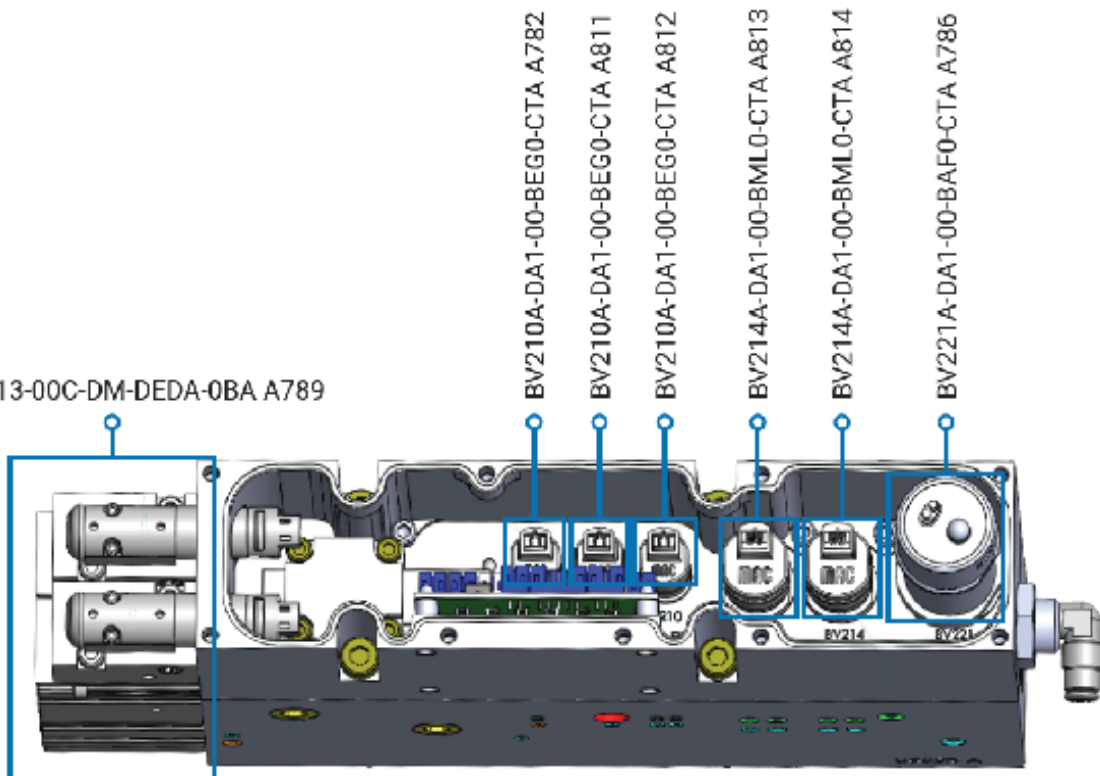 BV210A-DA1-00-BEG0-CTA A782
BV210A-DA1-00-BEG0-CTA A811
BV210A-DA1-00-BEG0-CTA A812
BV214A-DA1-00-BML0-CTA A813
BV214A-DA1-00-BML0-CTA A814
BV221A-DA1-00-BAF0-CTA A786
13-00C-DM-DEDA-0BA A789
mac
mac
mac
210
BV214
BV221